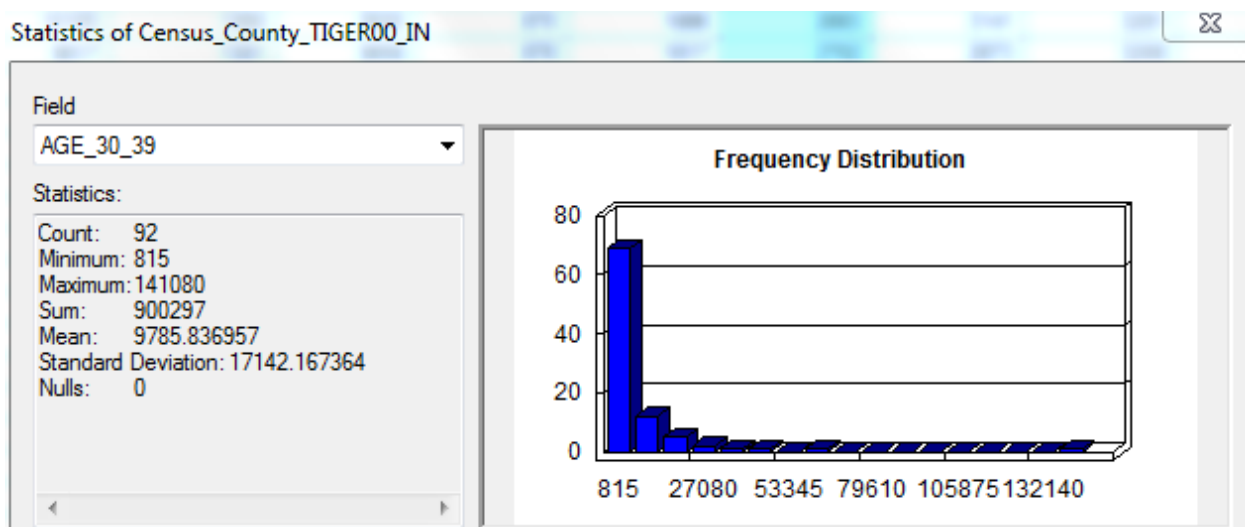 Statistics of Census_County_TIGER00_IN
Field
AGE_30_39
Statistics:
Count: 92
Minimum: 815
Maximum: 141080
Sum: 900297
Mean: 9785.836957
Standard Deviation: 17142.167364
Nulls: 0
Frequency Distribution
80
60
40
20
0
815 27080 53345 79610 105875 132140